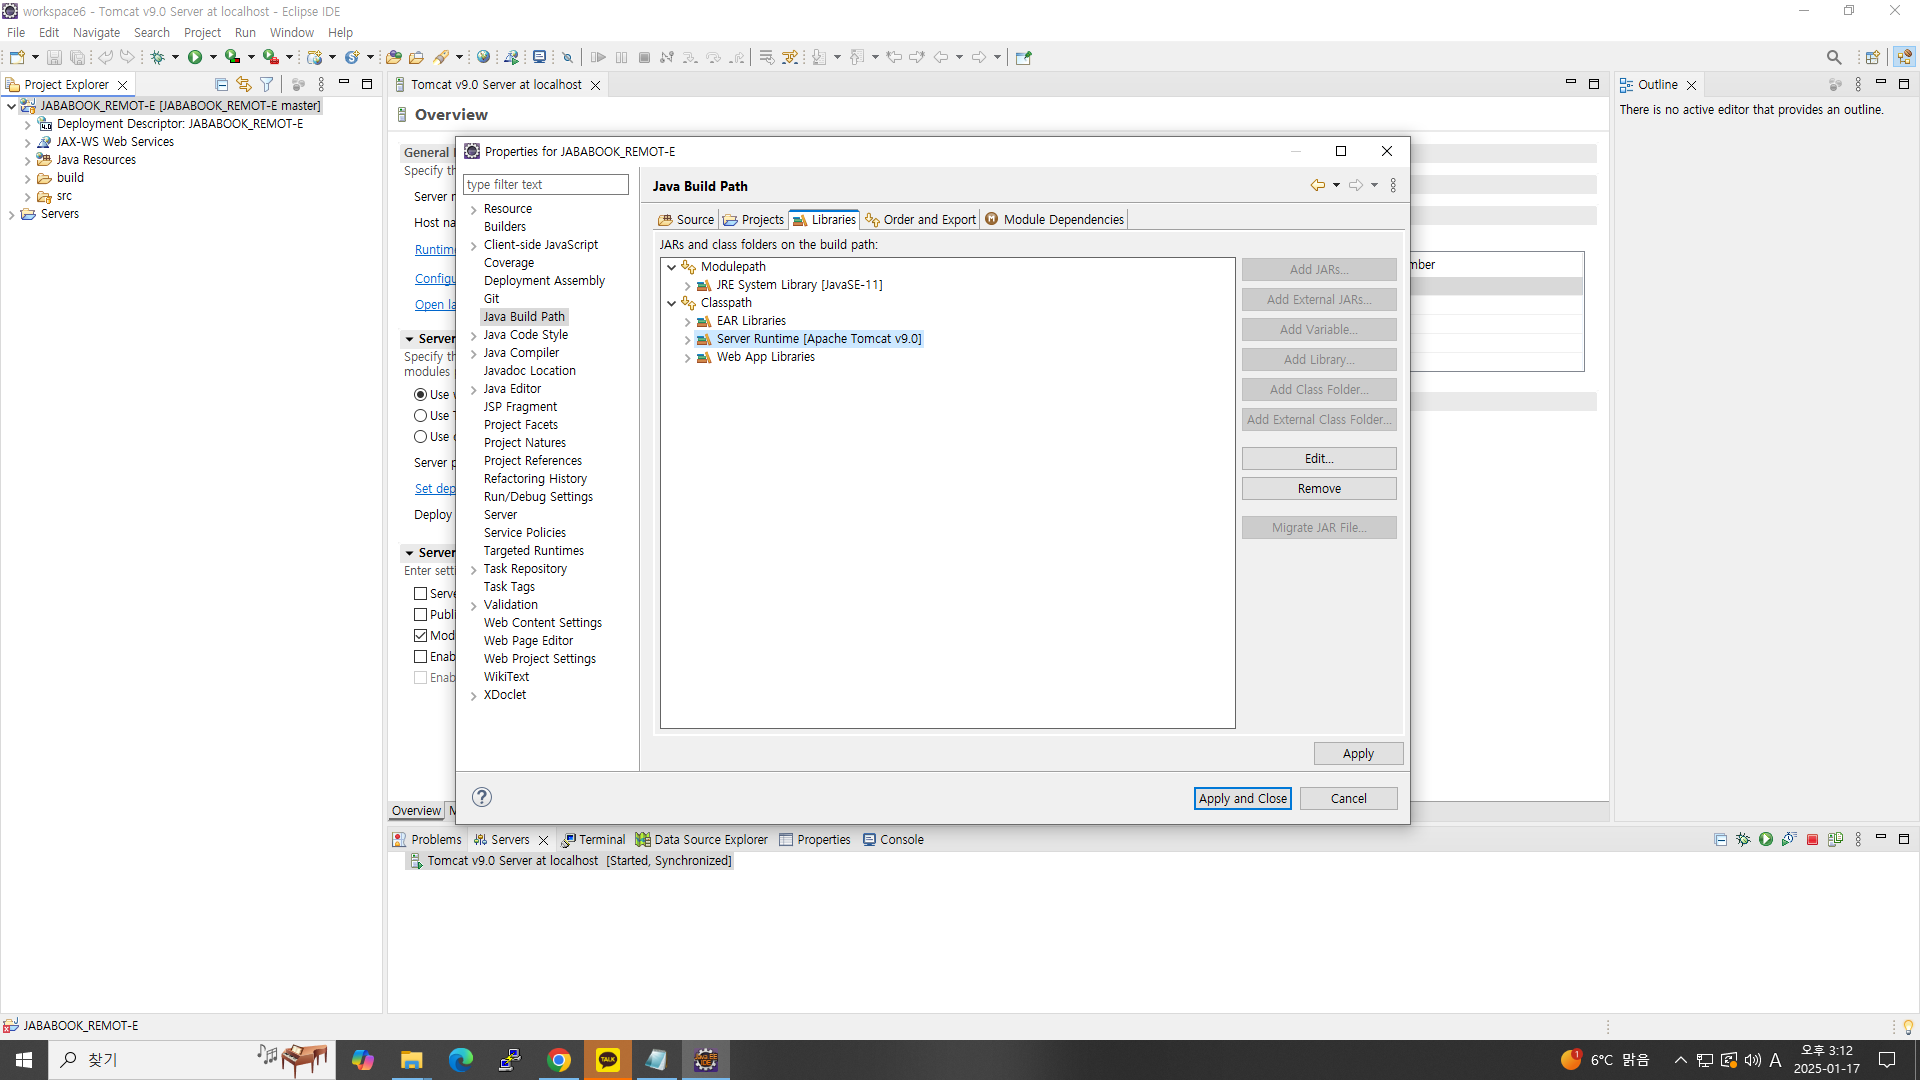 workspace6 - Tomcat v9.0 Server at localhost - Eclipse IDE
File Edit Navigate Search Project Run Window Help
Project Explorer
JABABOOK_REMOT-E [JABABOOK_REMOT-E master]
Deployment Descriptor: JABABOOK_REMOT-E
JAX-WS Web Services
Java Resources
build
src
Servers
Tomcat v9.0 Server at localhost
Overview
General
Specify th
Server
Host na
Runtim
Configu
Open la
Server
Specify th
modules
Use
Use
Use
Server p
Set dep
Deploy
Server
Enter sett
Serve
Publi
Mod
Enab
Enab
mber
Properties for JABABOOK_REMOT-E
type filter text
Resource
Builders
Client-side JavaScript
Coverage
Deployment Assembly
Git
Java Build Path
Java Code Style
Java Compiler
Javadoc Location
Java Editor
JSP Fragment
Project Facets
Project Natures
Project References
Refactoring History
Run/Debug Settings
Server
Service Policies
Targeted Runtimes
Task Repository
Task Tags
Validation
Web Content Settings
Web Page Editor
Web Project Settings
WikiText
XDoclet
Java Build Path
Source Projects Libraries Order and Export Module Dependencies
JARs and class folders on the build path:
Modulepath
JRE System Library [JavaSE-11]
Classpath
EAR Libraries
Server Runtime [Apache Tomcat v9.0]
Web App Libraries
Add JARs...
Add External JARs...
Add Variable...
Add Library...
Add Class Folder...
Add External Class Folder...
Edit...
Remove
Migrate JAR File...
Apply
Apply and Close Cancel
Outline
There is no active editor that provides an outline.
Overview
Problems Servers Terminal Data Source Explorer Properties Console
Tomcat v9.0 Server at localhost [Started, Synchronized]
JABABOOK_REMOT-E
찾기
TALK
1
6°C 맑음
A
오후 3:12
2025-01-17